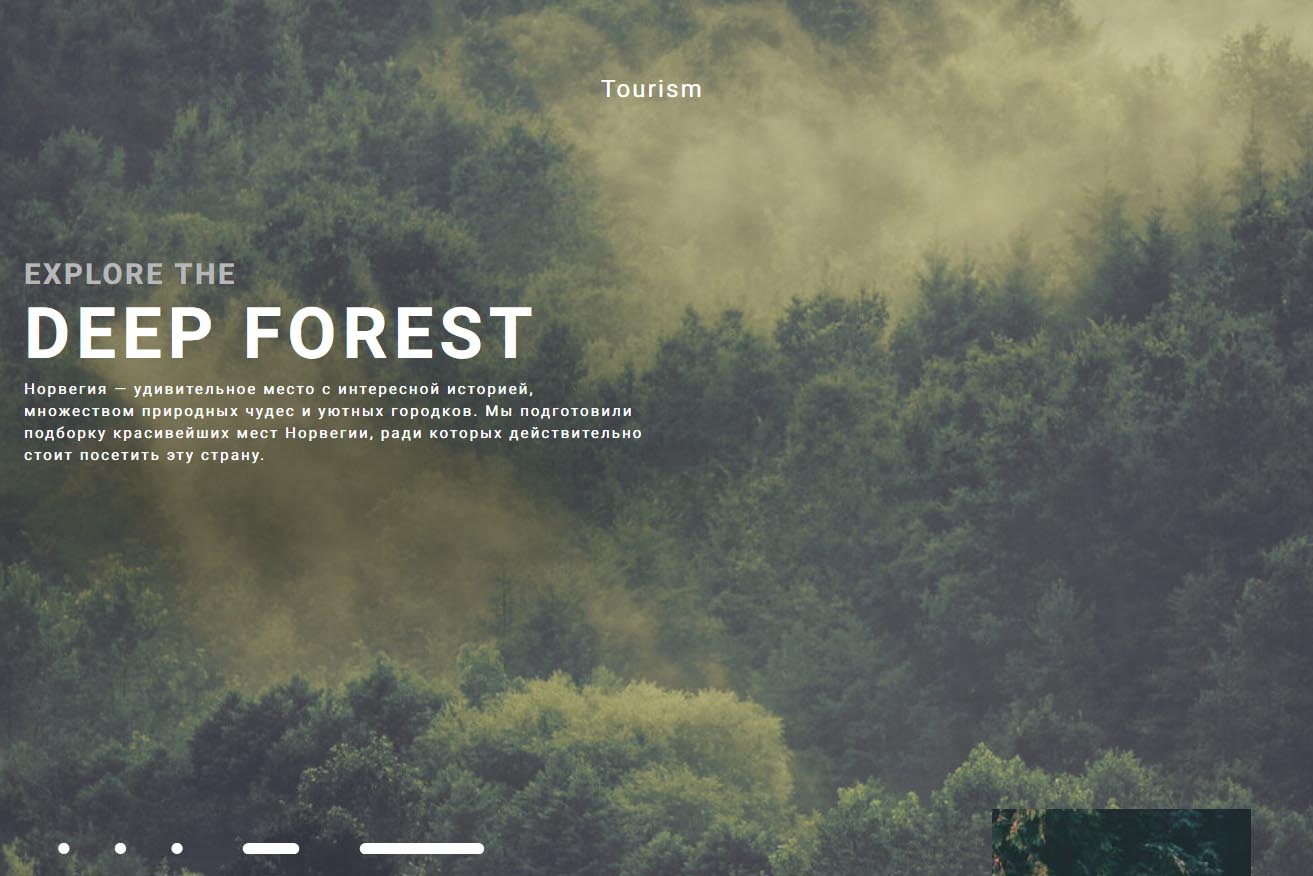 Tourism
EXPLORE THE
DEEP FOREST
Норвегия — удивительное место с интересной историей,
множеством природных чудес и уютных городков. Мы подготовили
подборку красивейших мест Норвегии, ради которых действительно
стоит посетить эту страну.